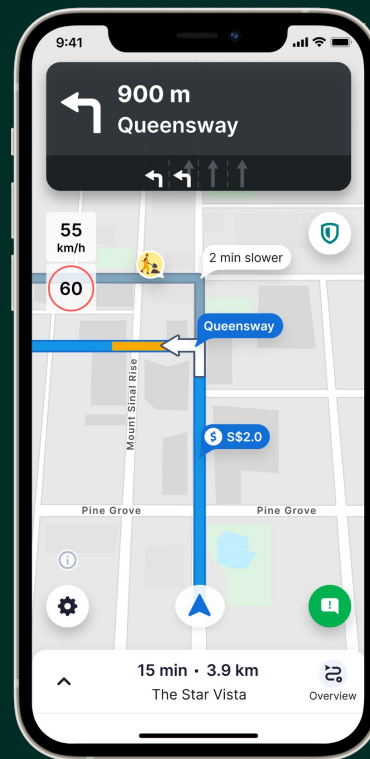 9:41
900 m
Queensway
55
km/h
60
2 min slower
Queensway
Mount Sinal Rise
S$2.0
Pine Grove
Pine Grove
15 min • 3.9 km
The Star Vista
Overview